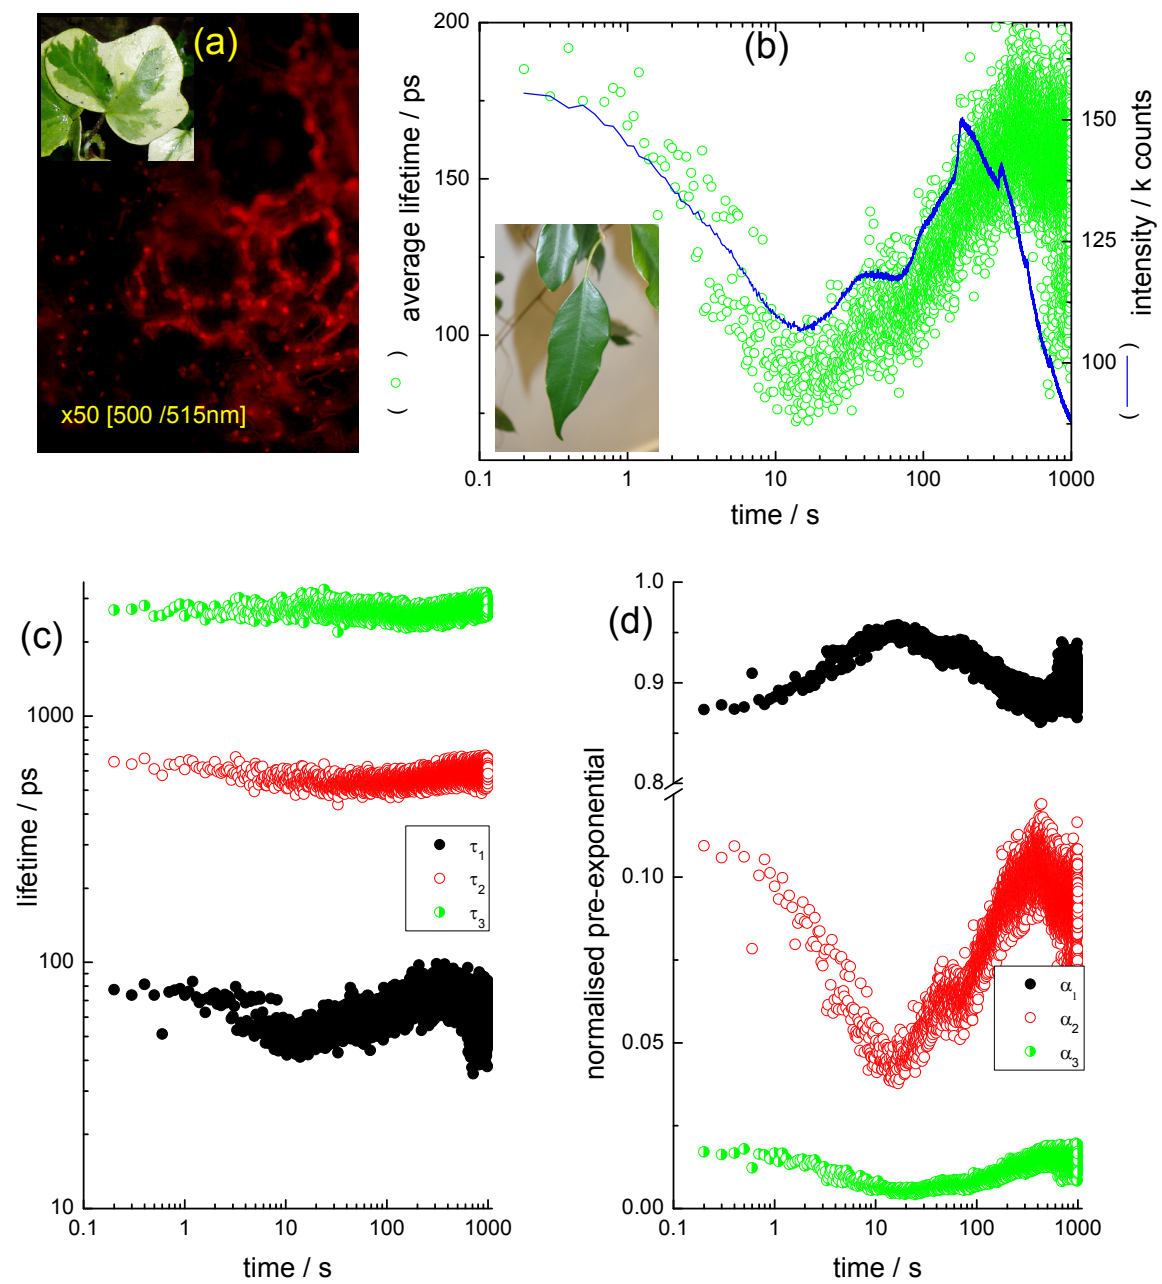 (a)
x50 [500 /515nm]
(b)
200
150
100
average lifetime / ps
( ○ )
150
125
100
intensity / k counts
( — )
0.1 1 10 100 1000
time / s
(c)
1000
100
10
lifetime / ps
τ1
τ2
τ3
0.1 1 10 100 1000
time / s
(d)
1.0
0.9
0.8
0.10
0.05
0.00
normalised pre-exponential
α1
α2
α3
0.1 1 10 100 1000
time / s